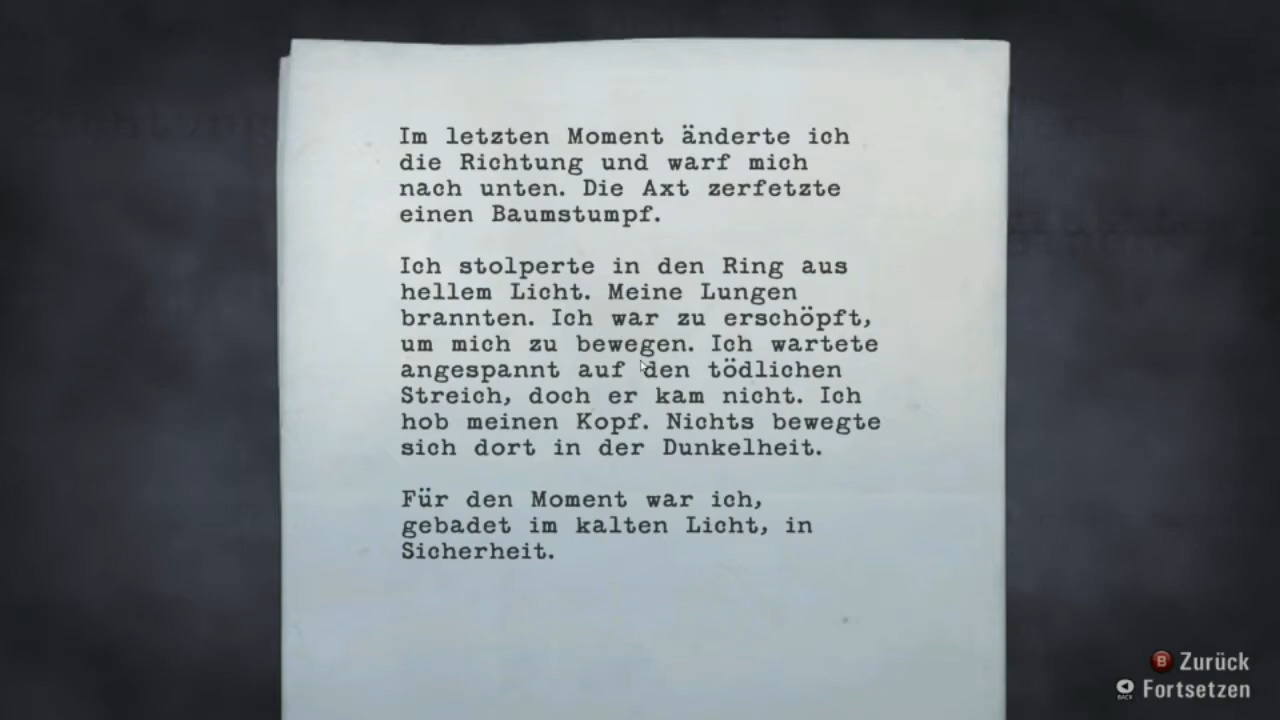 Im letzten Moment änderte ich
die Richtung und warf mich
nach unten. Die Axt zerfetzte
einen Baumstumpf.
Ich stolperte in den Ring aus
hellem Licht. Meine Lungen
brannten. Ich war zu erschöpft,
um mich zu bewegen. Ich wartete
angespannt auf den tödlichen
Streich, doch er kam nicht. Ich
hob meinen Kopf. Nichts bewegte
sich dort in der Dunkelheit.
Für den Moment war ich,
gebadet im kalten Licht, in
Sicherheit.
B Zurück
BACK Fortsetzen